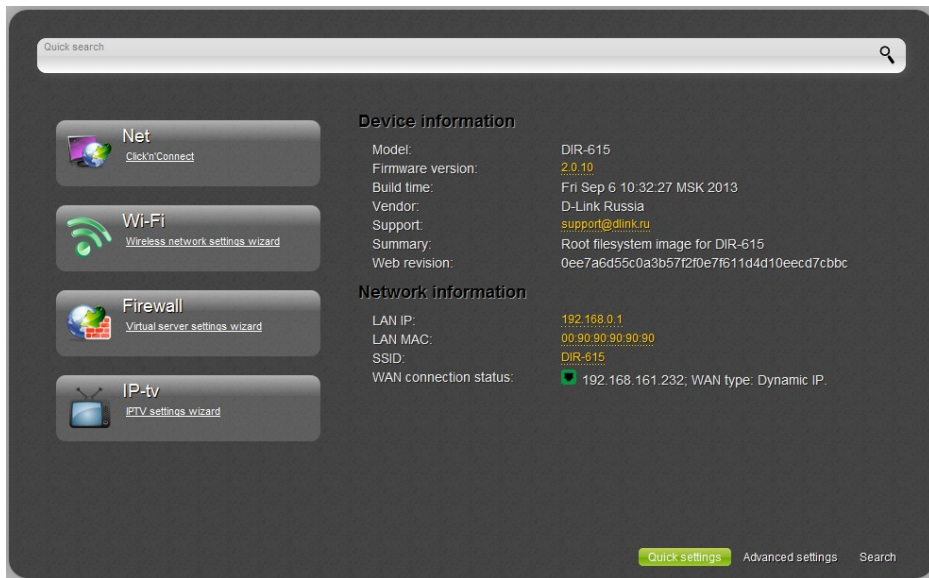 Quick search
Net
Click'n'Connect
Wi-Fi
Wireless network settings wizard
Firewall
Virtual server settings wizard
IP-tv
IPTV settings wizard
Device information
Model: DIR-615
Firmware version: 2.0.10
Build time: Fri Sep 6 10:32:27 MSK 2013
Vendor: D-Link Russia
Support: support@dlink.ru
Summary: Root filesystem image for DIR-615
Web revision: 0ee7a6d55c0a3b57f2f0e7f611d4d10eecd7cbbc
Network information
LAN IP: 192.168.0.1
LAN MAC: 00:90:90:90:90:90
SSID: DIR-615
WAN connection status: 192.168.161.232; WAN type: Dynamic IP.
Quick settings Advanced settings Search